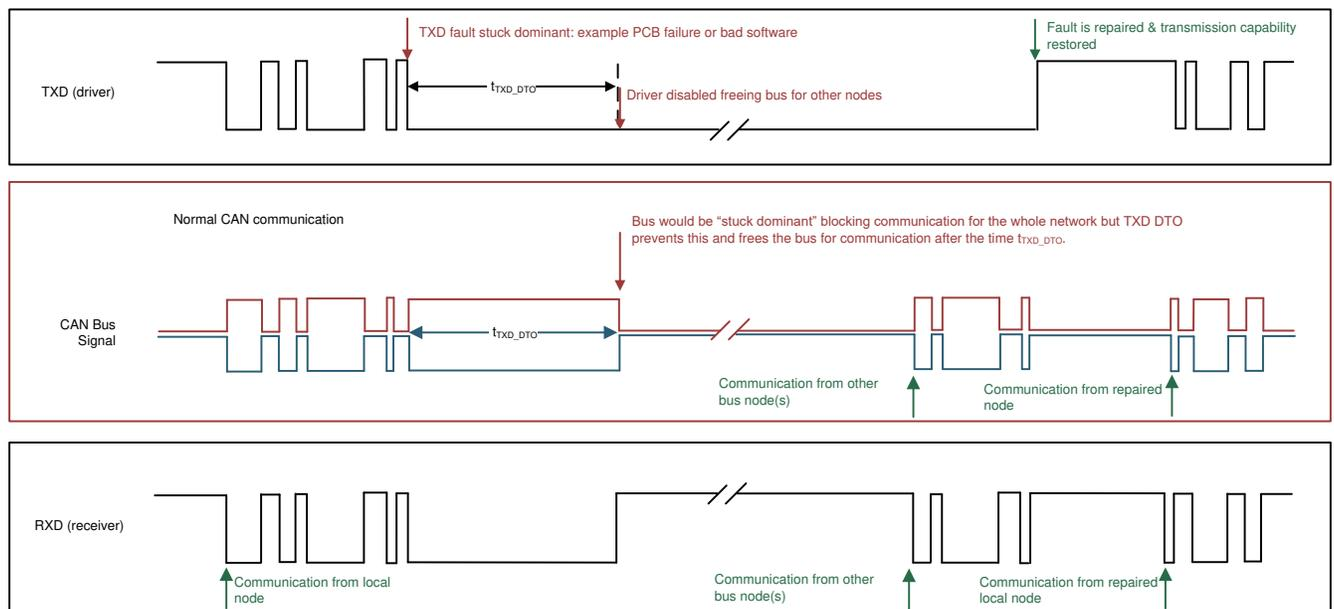 TXD fault stuck dominant: example PCB failure or bad software
Fault is repaired & transmission capability
restored
TXD (driver)
tTXD_DTO
Driver disabled freeing bus for other nodes
Normal CAN communication
Bus would be “stuck dominant” blocking communication for the whole network but TXD DTO
prevents this and frees the bus for communication after the time tTXD_DTO.
CAN Bus
Signal
tTXD_DTO
Communication from other
bus node(s)
Communication from repaired
node
RXD (receiver)
Communication from local
node
Communication from other
bus node(s)
Communication from repaired
local node